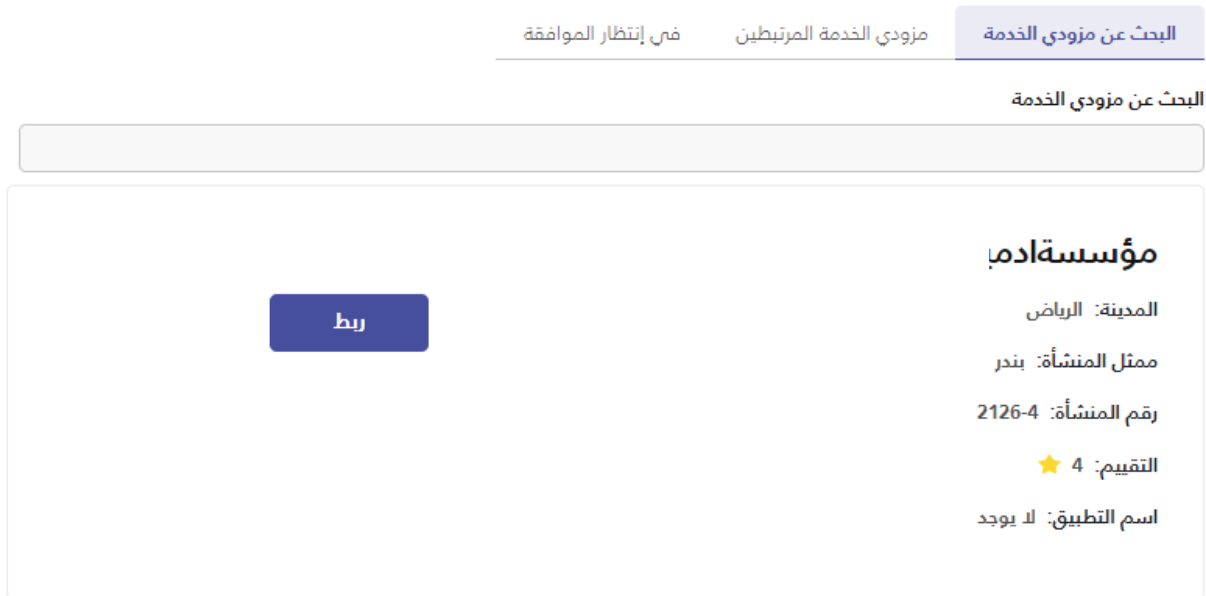 البحث عن مزودي الخدمة مزودي الخدمة المرتبطين في إنتظار الموافقة
البحث عن مزودي الخدمة
مؤسسةادمي
المدينة: الرياض
ربط
ممثل المنشأة: بندر
رقم المنشأة: 4-2126
التقييم: 4
اسم التطبيق: لا يوجد